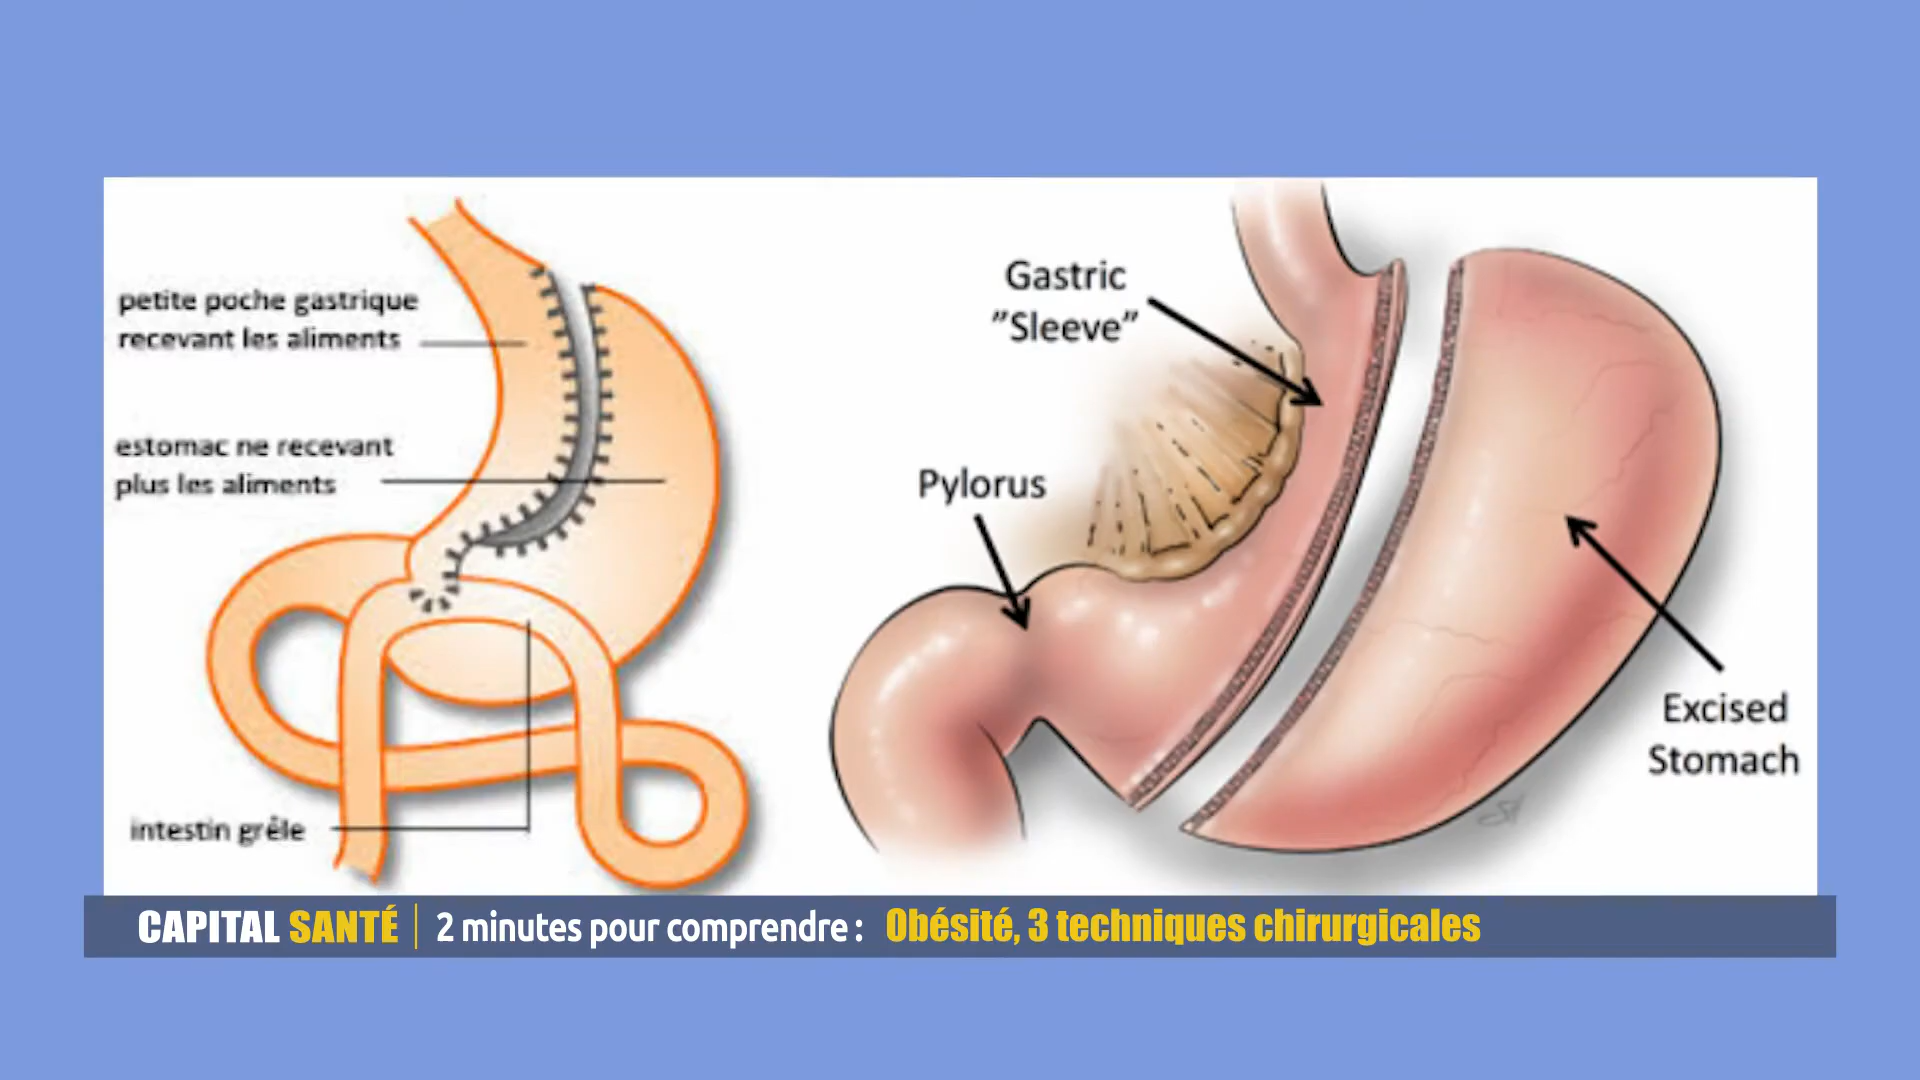 petite poche gastrique
recevant les aliments
estomac ne recevant
plus les aliments
intestin grêle
Gastric
”Sleeve”
Pylorus
Excised
Stomach
CAPITAL SANTÉ | 2 minutes pour comprendre : Obésité, 3 techniques chirurgicales